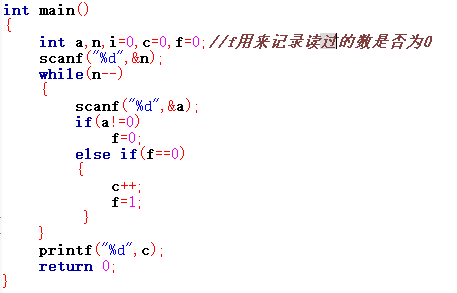 int main()
{
    int a,n,i=0,c=0,f=0;//f用来记录读过的数是否为0
    scanf("%d",&n);
    while(n--)
    {
        scanf("%d",&a);
        if(a!=0)
            f=0;
        else if(f==0)
        {
            c++;
            f=1;
        }
    }
    printf("%d",c);
    return 0;
}